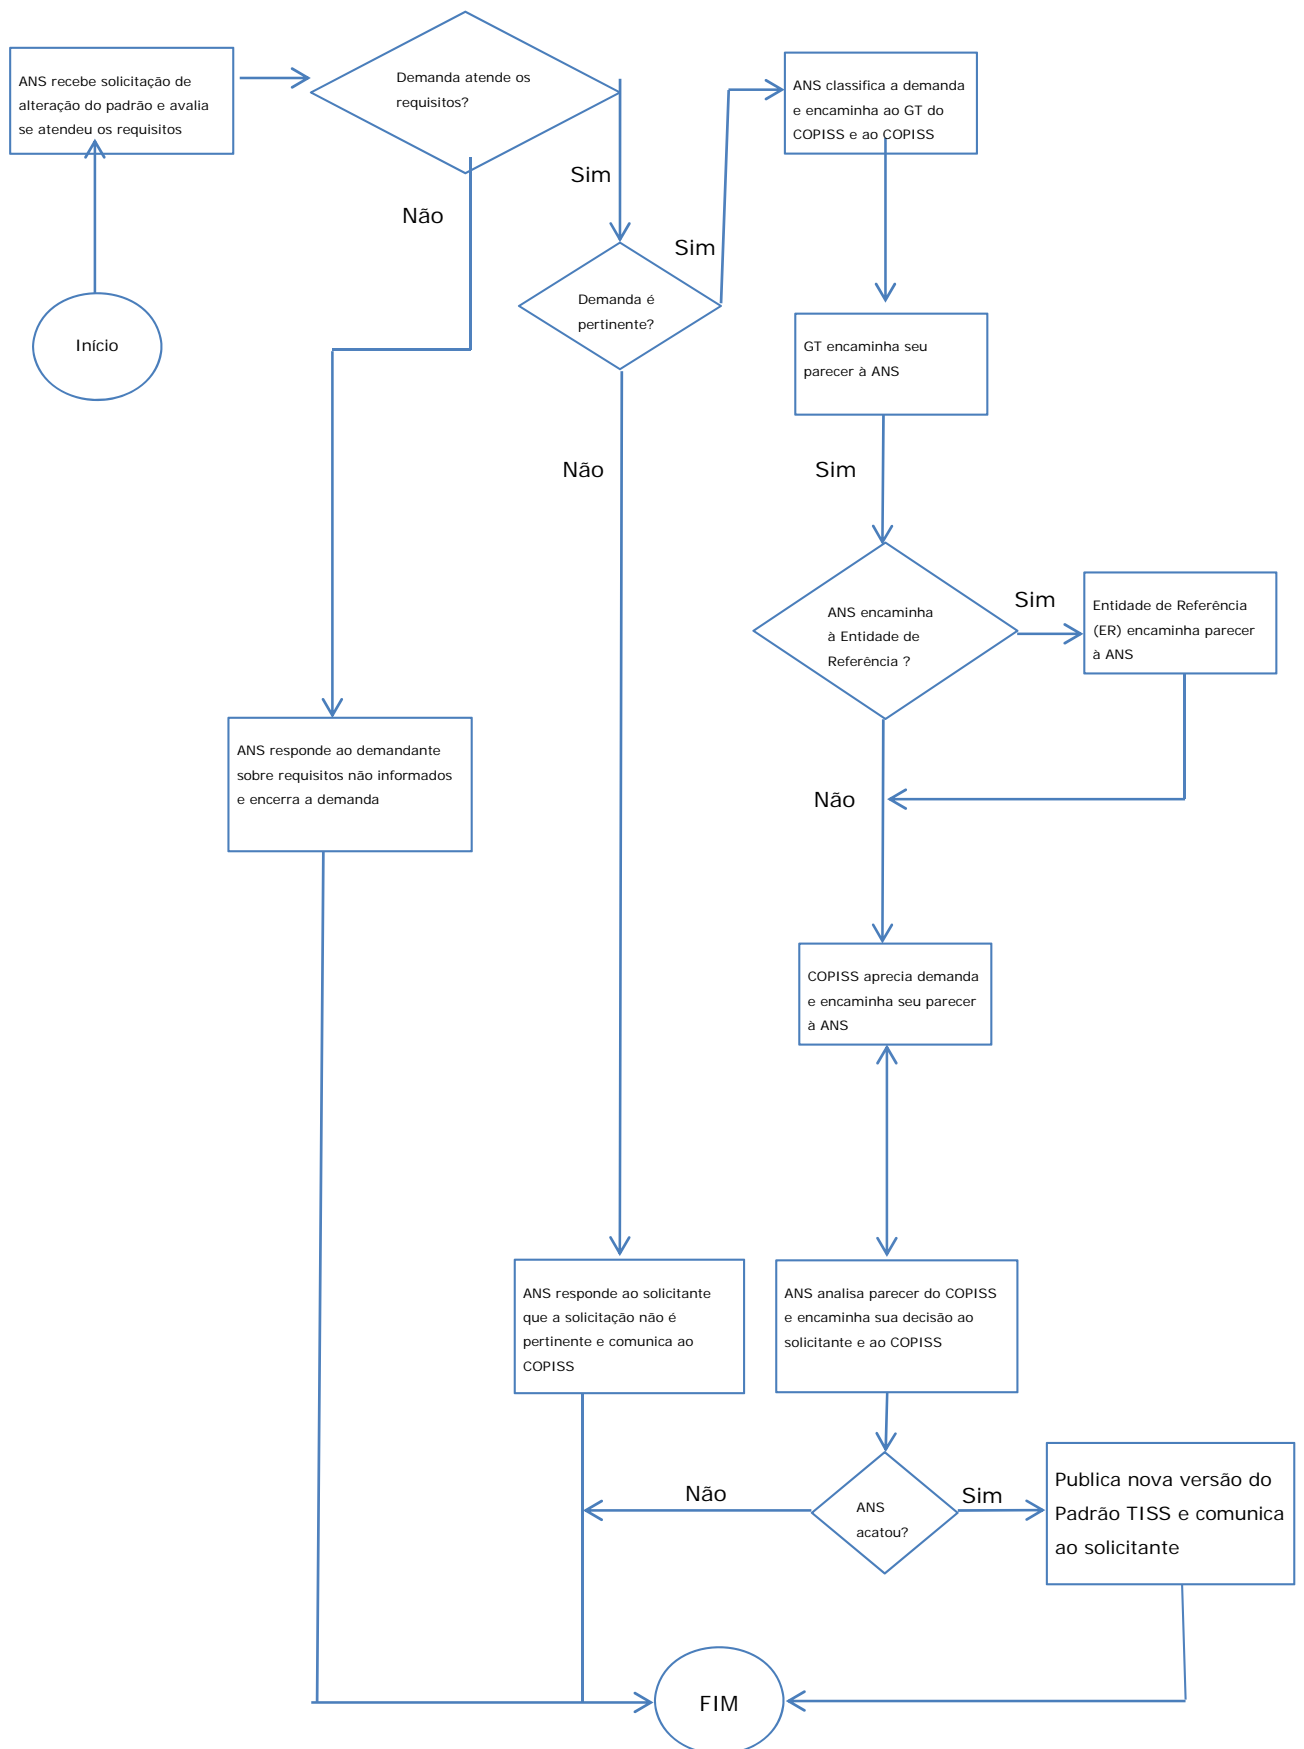 ANS recebe solicitação de
alteração do padrão e avalia
se atendeu os requisitos
Demanda atende os
requisitos?
ANS classifica a demanda
e encaminha ao GT do
COPISS e ao COPISS
Sim
Não
Sim
Início
Demanda é
pertinente?
GT encaminha seu
parecer à ANS
Não
Sim
ANS encaminha
à Entidade de
Referência ?
Sim
Entidade de Referência
(ER) encaminha parecer
à ANS
ANS responde ao demandante
sobre requisitos não informados
e encerra a demanda
Não
COPISS aprecia demanda
e encaminha seu parecer
à ANS
ANS responde ao solicitante
que a solicitação não é
pertinente e comunica ao
COPISS
ANS analisa parecer do COPISS
e encaminha sua decisão ao
solicitante e ao COPISS
Não
ANS
acatou?
Sim
Publica nova versão do
Padrão TISS e comunica
ao solicitante
FIM